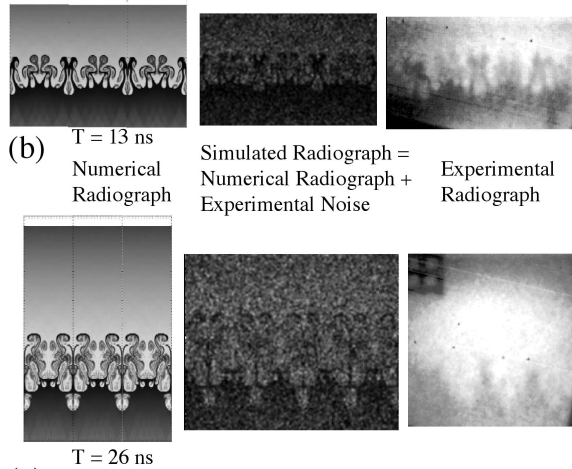 T = 13 ns
(b)
Numerical
Radiograph
Simulated Radiograph =
Numerical Radiograph +
Experimental Noise
Experimental
Radiograph
T = 26 ns